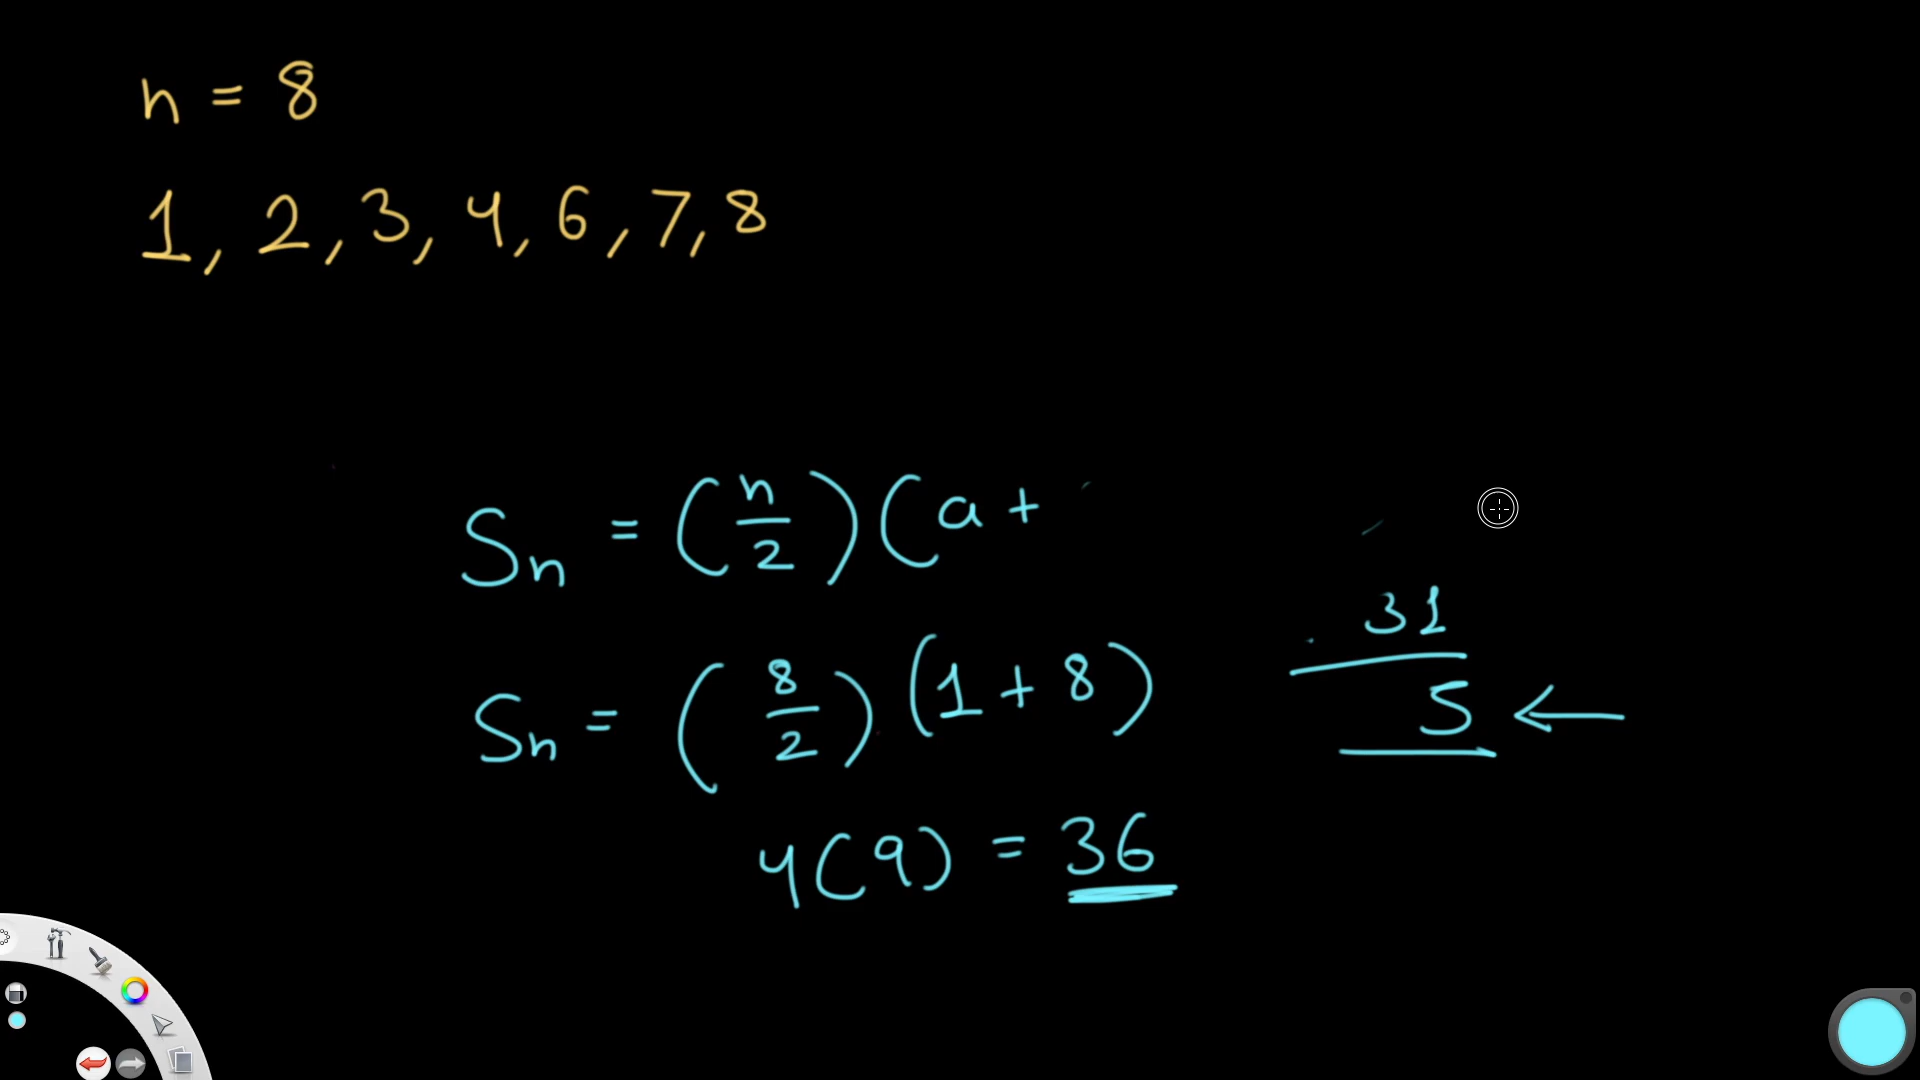 n = 8
1, 2, 3, 4, 6, 7, 8
Sn = (n/2)(a +
Sn = (8/2)(1 + 8)
4(9) = 36
31
5 ←